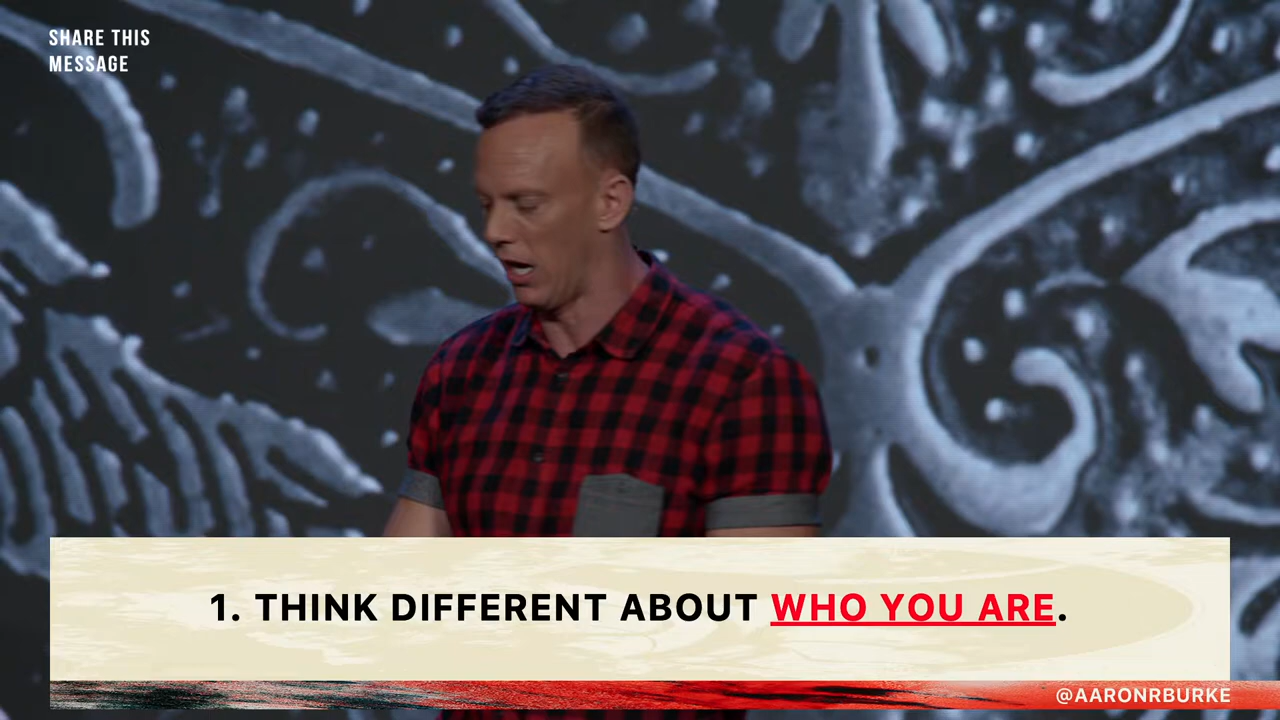 SHARE THIS
MESSAGE
1. THINK DIFFERENT ABOUT WHO YOU ARE.
@AARONRBURKE